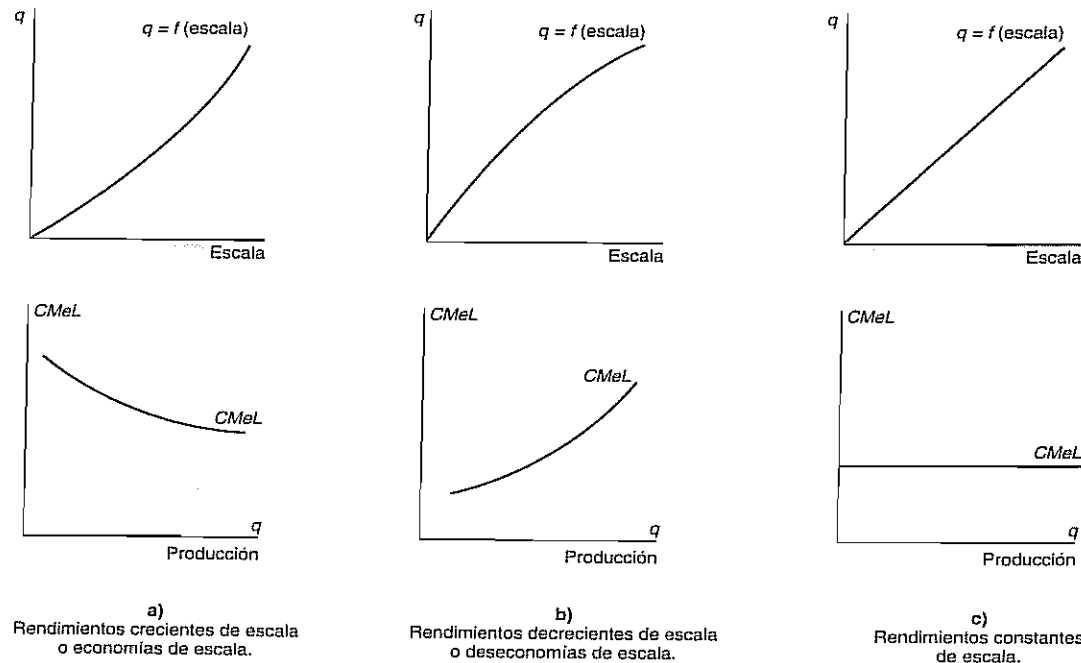 q
q = f (escala)
Escala
CMeL
CMeL
q
Producción
a)
Rendimientos crecientes de escala
o economías de escala.
q
q = f (escala)
Escala
CMeL
CMeL
q
Producción
b)
Rendimientos decrecientes de escala
o deseconomías de escala.
q
q = f (escala)
Escala
CMeL
CMeL
q
Producción
c)
Rendimientos constantes
de escala.